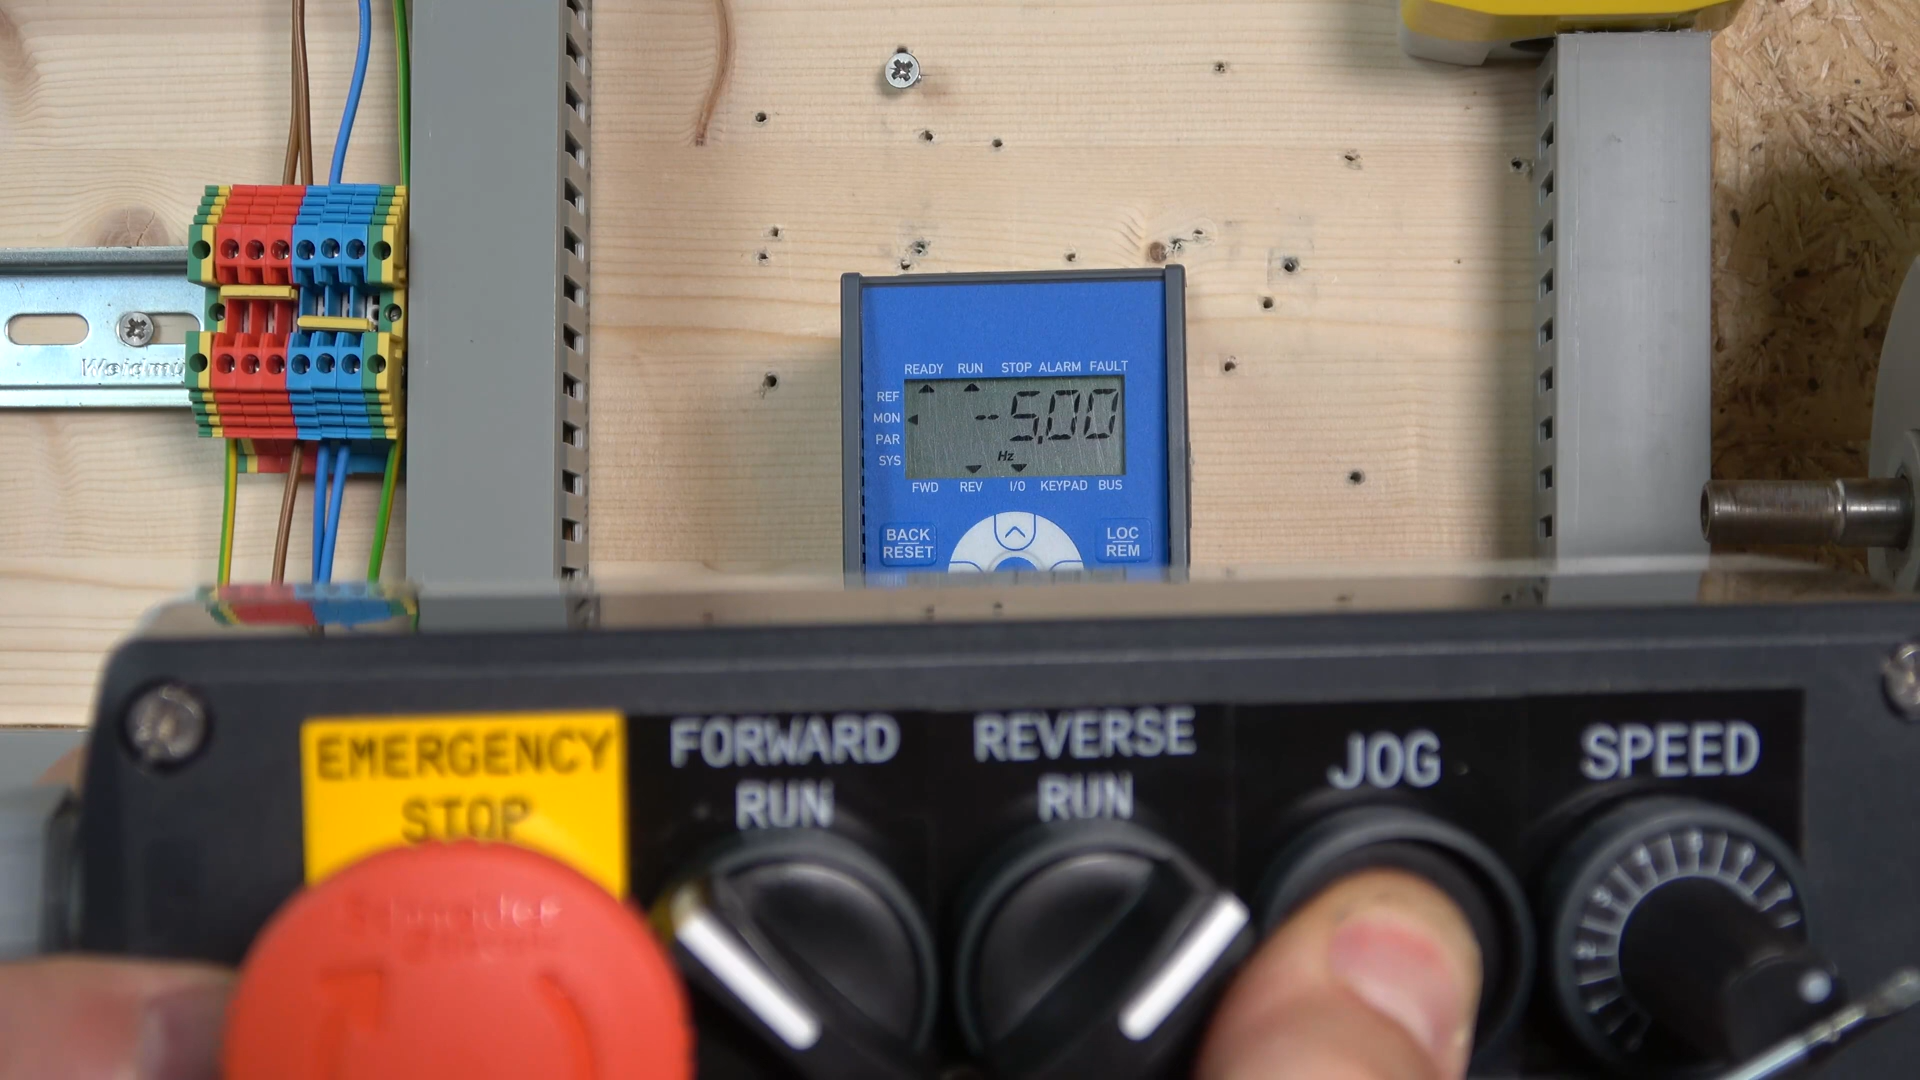 READY RUN STOP ALARM FAULT
REF
MON
PAR
SYS
-5,00
Hz
FWD REV I/O KEYPAD BUS
BACK
RESET
LOC
REM
EMERGENCY
STOP
FORWARD
RUN
REVERSE
RUN
JOG
SPEED
Schneider